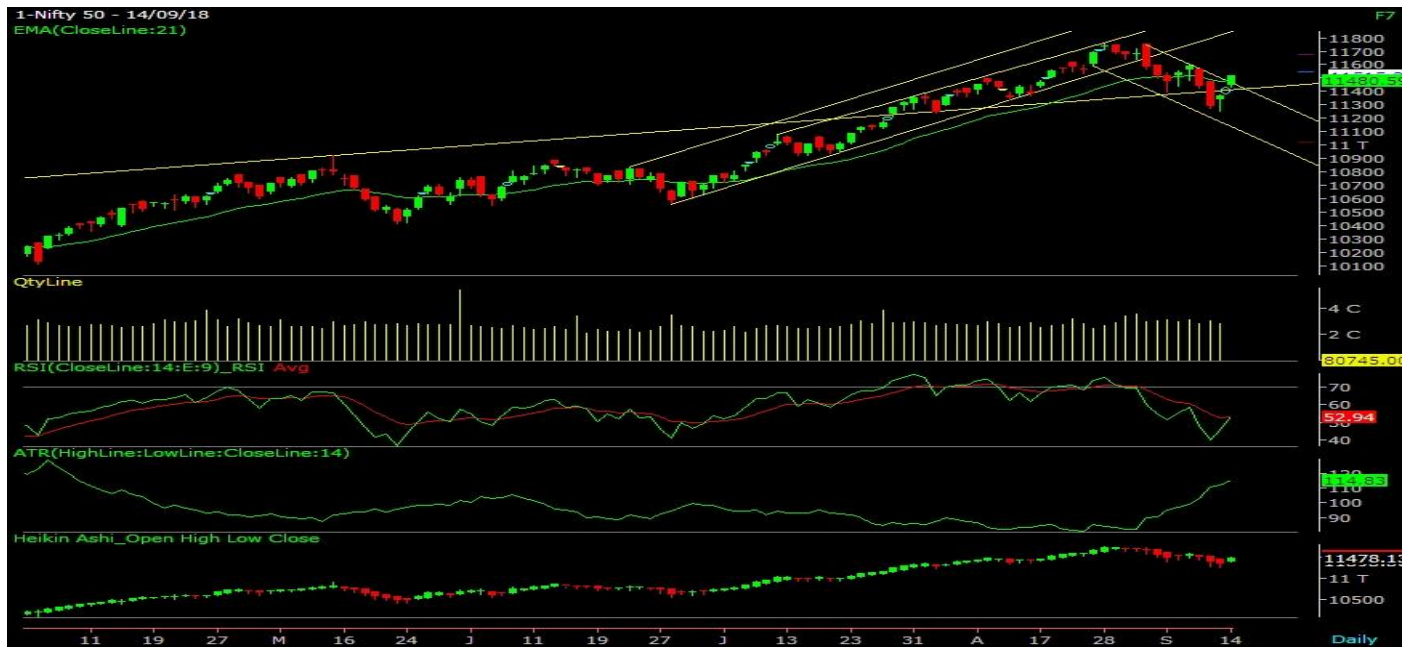 1-Nifty 50 - 14/09/18
F7
EMA(CloseLine:21)
11800
11700
11600
11480.59
11400
11300
11200
11100
11 T
10900
10800
10700
10600
10500
10400
10300
10200
10100
QtyLine
4 C
2 C
80745.00
RSI(CloseLine:14:E:9)_RSI Avg
70
60
52.94
40
ATR(HighLine:LowLine:CloseLine:14)
114.83
110
100
90
Heikin Ashi_Open High Low Close
11478.13
11 T
10500
11 19 27 M 16 24 J 11 19 27 J 13 23 31 A 17 28 S 14
Daily